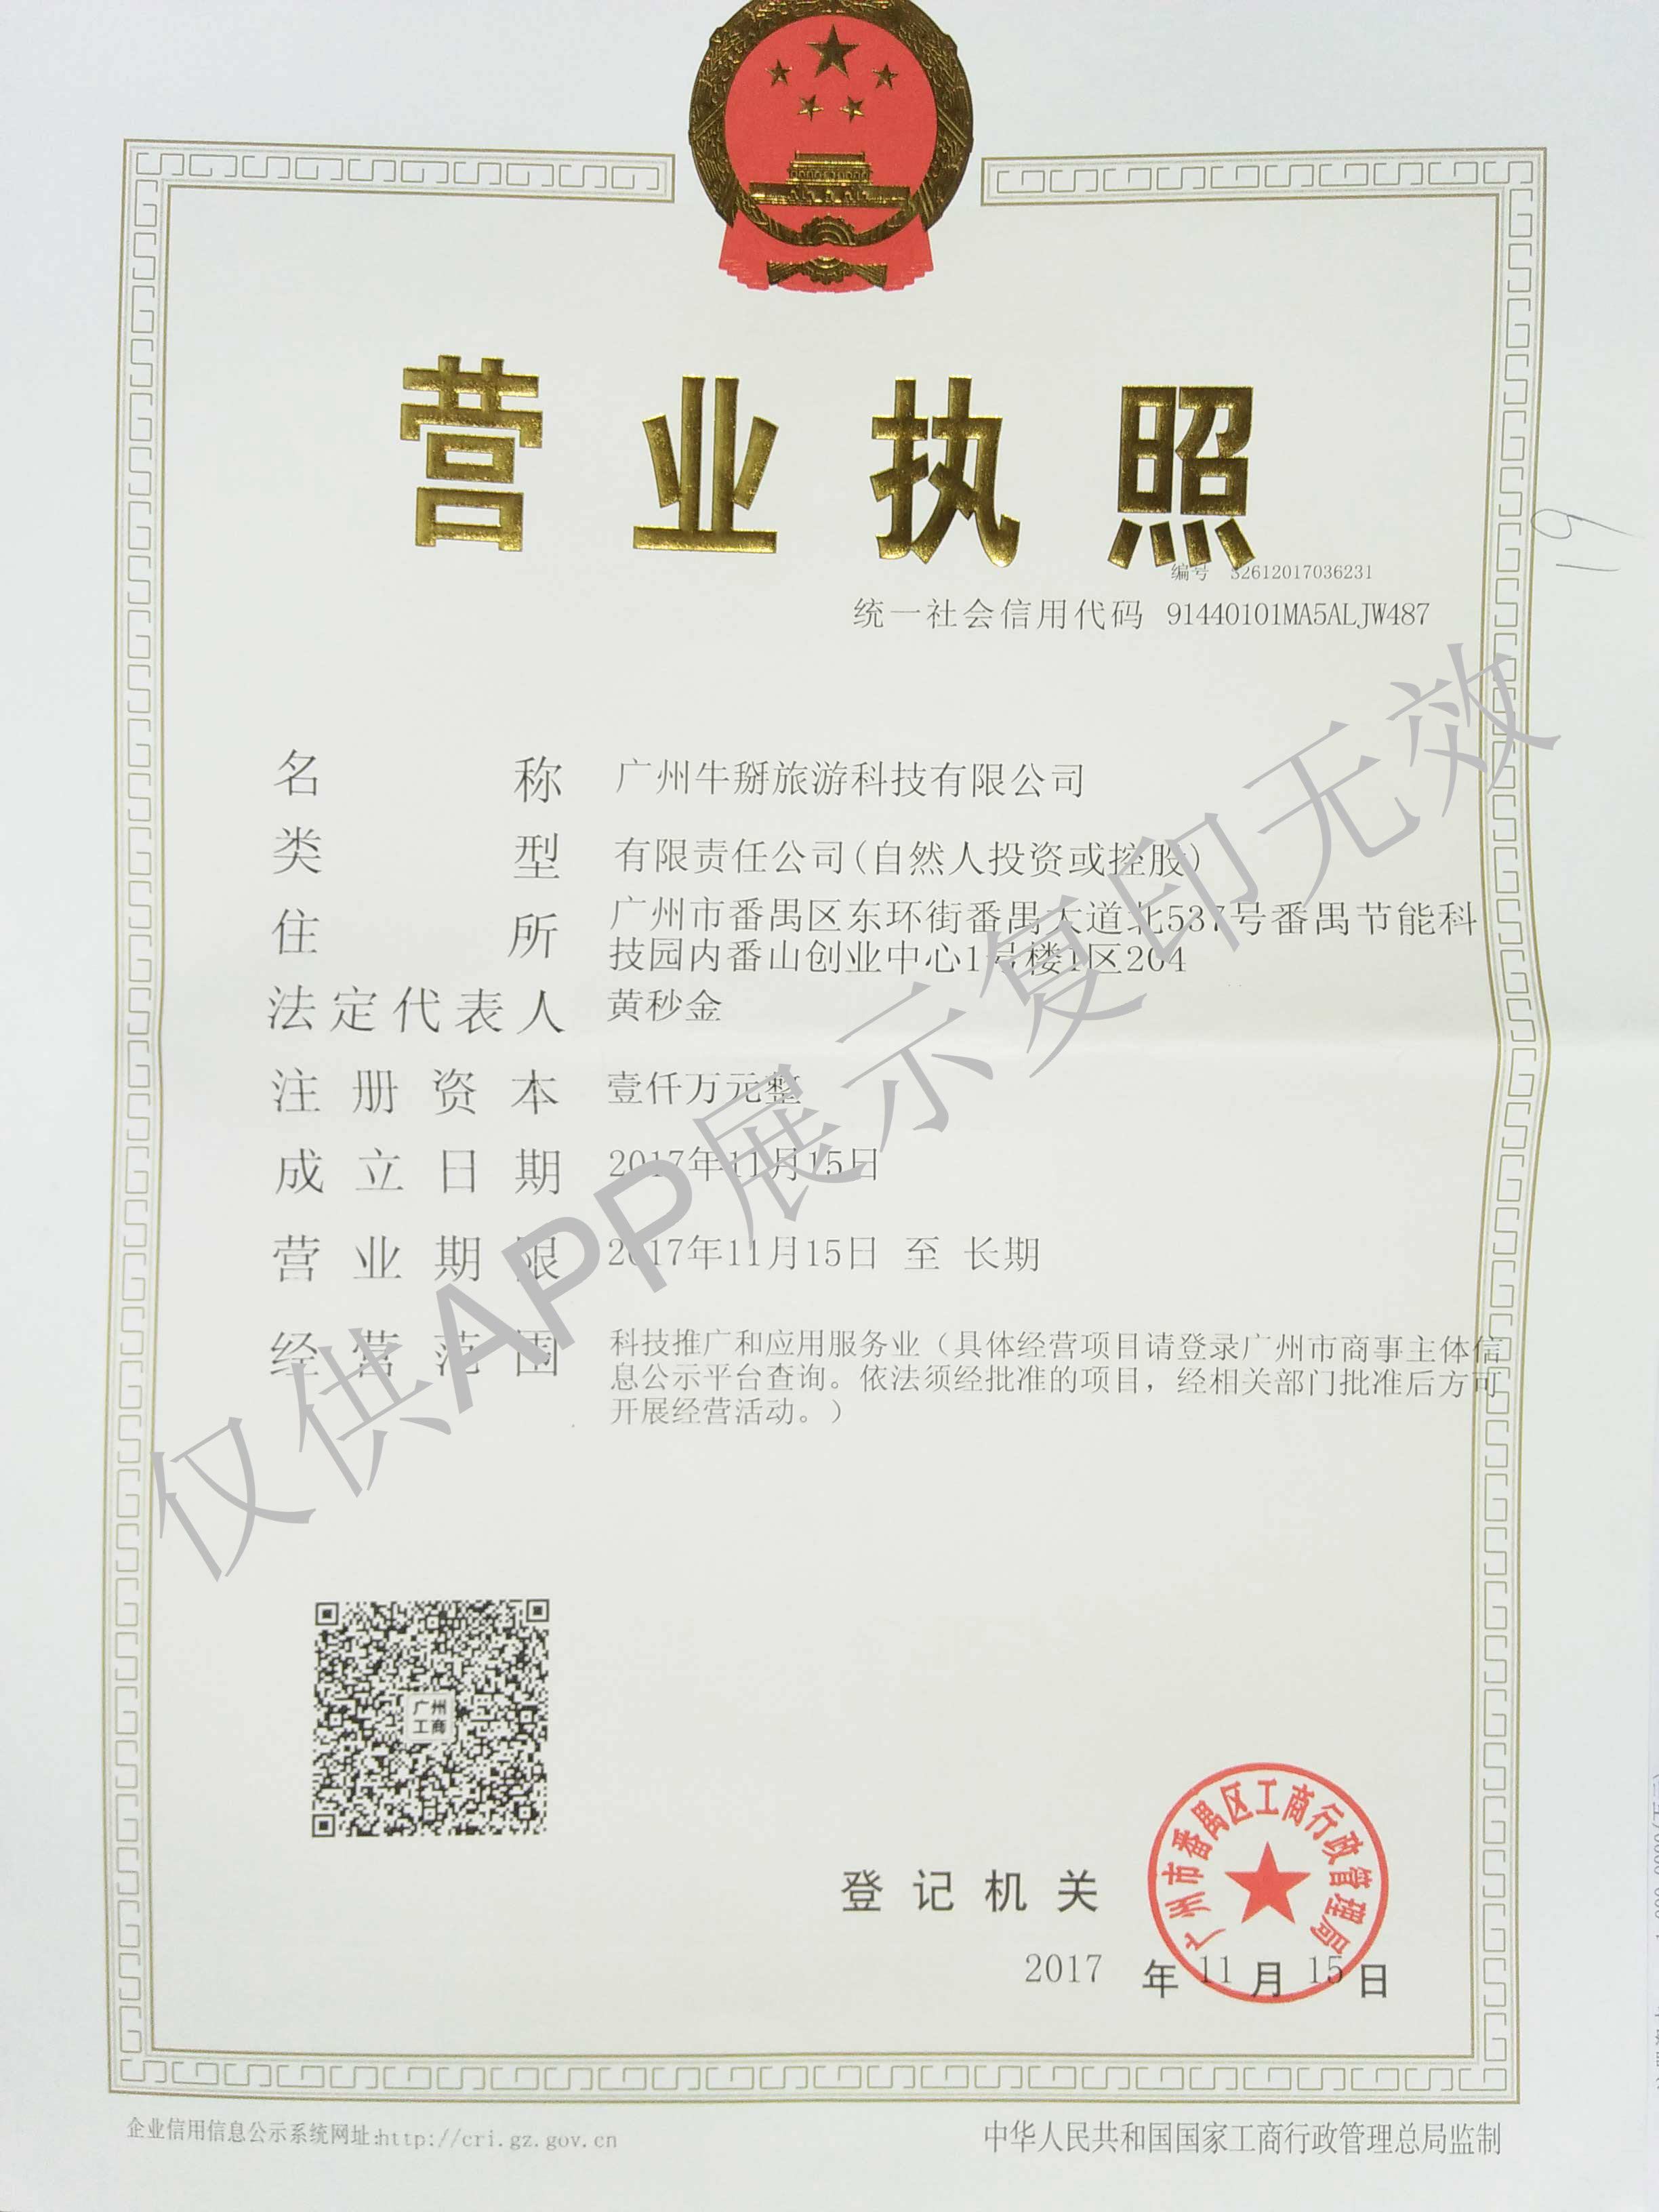 营业执照
编号 S2612017036231
统一社会信用代码 91440101MA5ALJW487
名称 广州牛掰旅游科技有限公司
类型 有限责任公司(自然人投资或控股)
住所 广州市番禺区东环街番禺大道北537号番禺节能科
技园内番山创业中心1号楼1区204
法定代表人 黄秒金
注册资本 壹仟万元整
成立日期 2017年11月15日
营业期限 2017年11月15日 至 长期
经营范围 科技推广和应用服务业（具体经营项目请登录广州市商事主体信
息公示平台查询。依法须经批准的项目，经相关部门批准后方可
开展经营活动。）
仅供APP展示复印无效
广州
工商
登记机关
广州市番禺区工商行政管理局
2017 年 11 月 15 日
企业信用信息公示系统网址:http://cri.gz.gov.cn
中华人民共和国国家工商行政管理总局监制